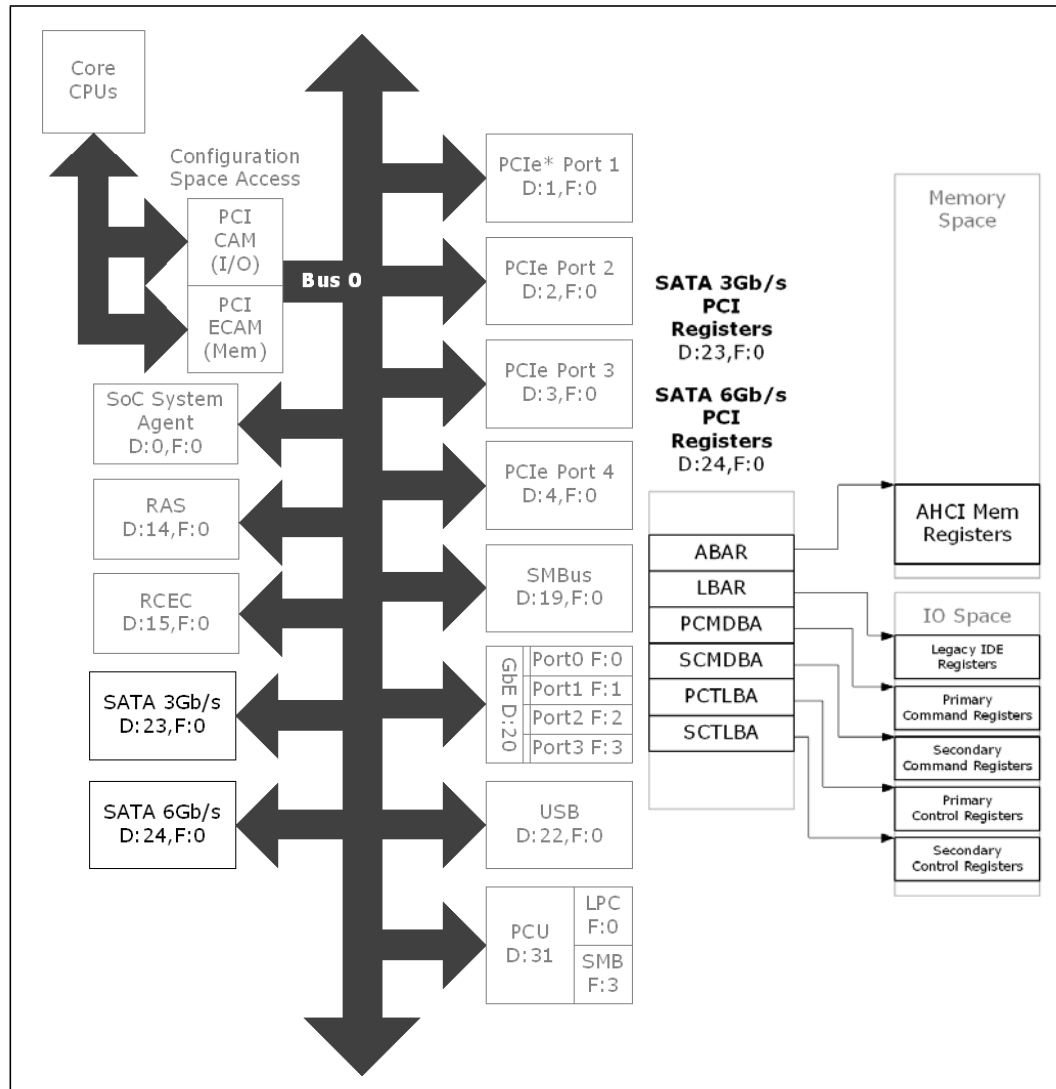 Core
CPUs
Configuration
Space Access
PCI
CAM
(I/O)
PCI
ECAM
(Mem)
Bus 0
SoC System
Agent
D:0,F:0
RAS
D:14,F:0
RCEC
D:15,F:0
SATA 3Gb/s
D:23,F:0
SATA 6Gb/s
D:24,F:0
PCIe* Port 1
D:1,F:0
PCIe Port 2
D:2,F:0
PCIe Port 3
D:3,F:0
PCIe Port 4
D:4,F:0
SMBus
D:19,F:0
GbE D:20
Port0 F:0
Port1 F:1
Port2 F:2
Port3 F:3
USB
D:22,F:0
PCU
D:31
LPC
F:0
SMB
F:3
SATA 3Gb/s
PCI
Registers
D:23,F:0
SATA 6Gb/s
PCI
Registers
D:24,F:0
ABAR
LBAR
PCMDBA
SCMDBA
PCTLBA
SCTLBA
Memory
Space
AHCI Mem
Registers
IO Space
Legacy IDE
Registers
Primary
Command Registers
Secondary
Command Registers
Primary
Control Registers
Secondary
Control Registers